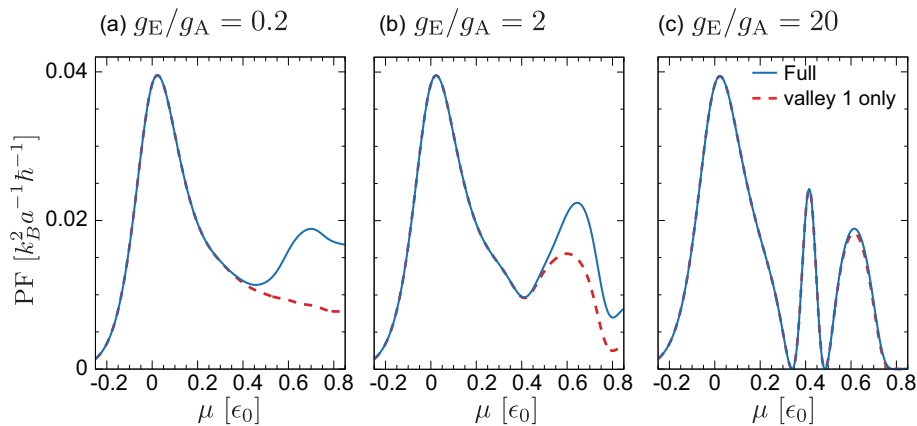 (a) g_E/g_A = 0.2
(b) g_E/g_A = 2
(c) g_E/g_A = 20
PF [k_B^2 a^{-1} ℏ^{-1}]
0.04
0.02
0
Full
valley 1 only
-0.2 0 0.2 0.4 0.6 0.8
-0.2 0 0.2 0.4 0.6 0.8
-0.2 0 0.2 0.4 0.6 0.8
μ [ϵ_0]
μ [ϵ_0]
μ [ϵ_0]